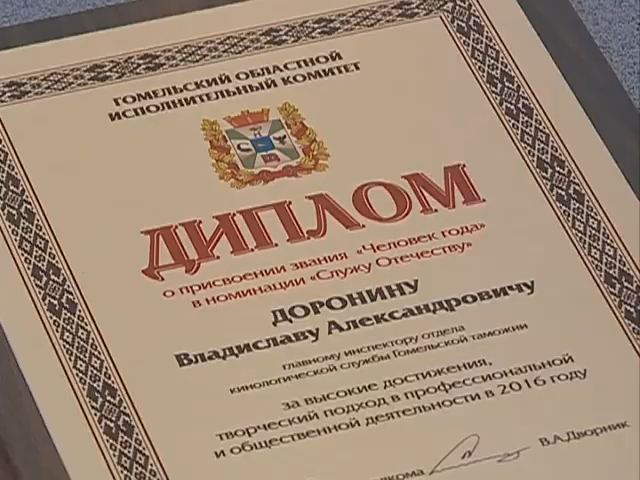 ГОМЕЛЬСКИЙ ОБЛАСТНОЙ
ИСПОЛНИТЕЛЬНЫЙ КОМИТЕТ
ДИПЛОМ
о присвоении звания «Человек года»
в номинации «Служу Отечеству»
ДОРОНИНУ
Владиславу Александровичу
главному инспектору отдела
кинологической службы Гомельской таможни
за высокие достижения,
творческий подход в профессиональной
и общественной деятельности в 2016 году
В.А.Дворник